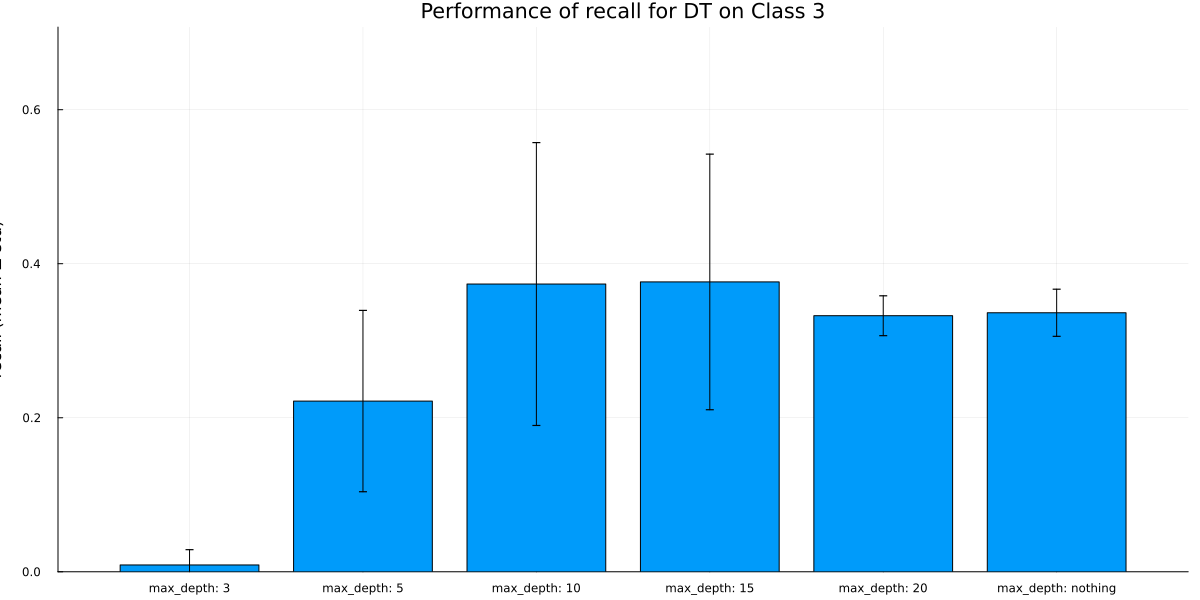 Performance of recall for DT on Class 3
0.6
0.4
0.2
0.0
max_depth: 3
max_depth: 5
max_depth: 10
max_depth: 15
max_depth: 20
max_depth: nothing